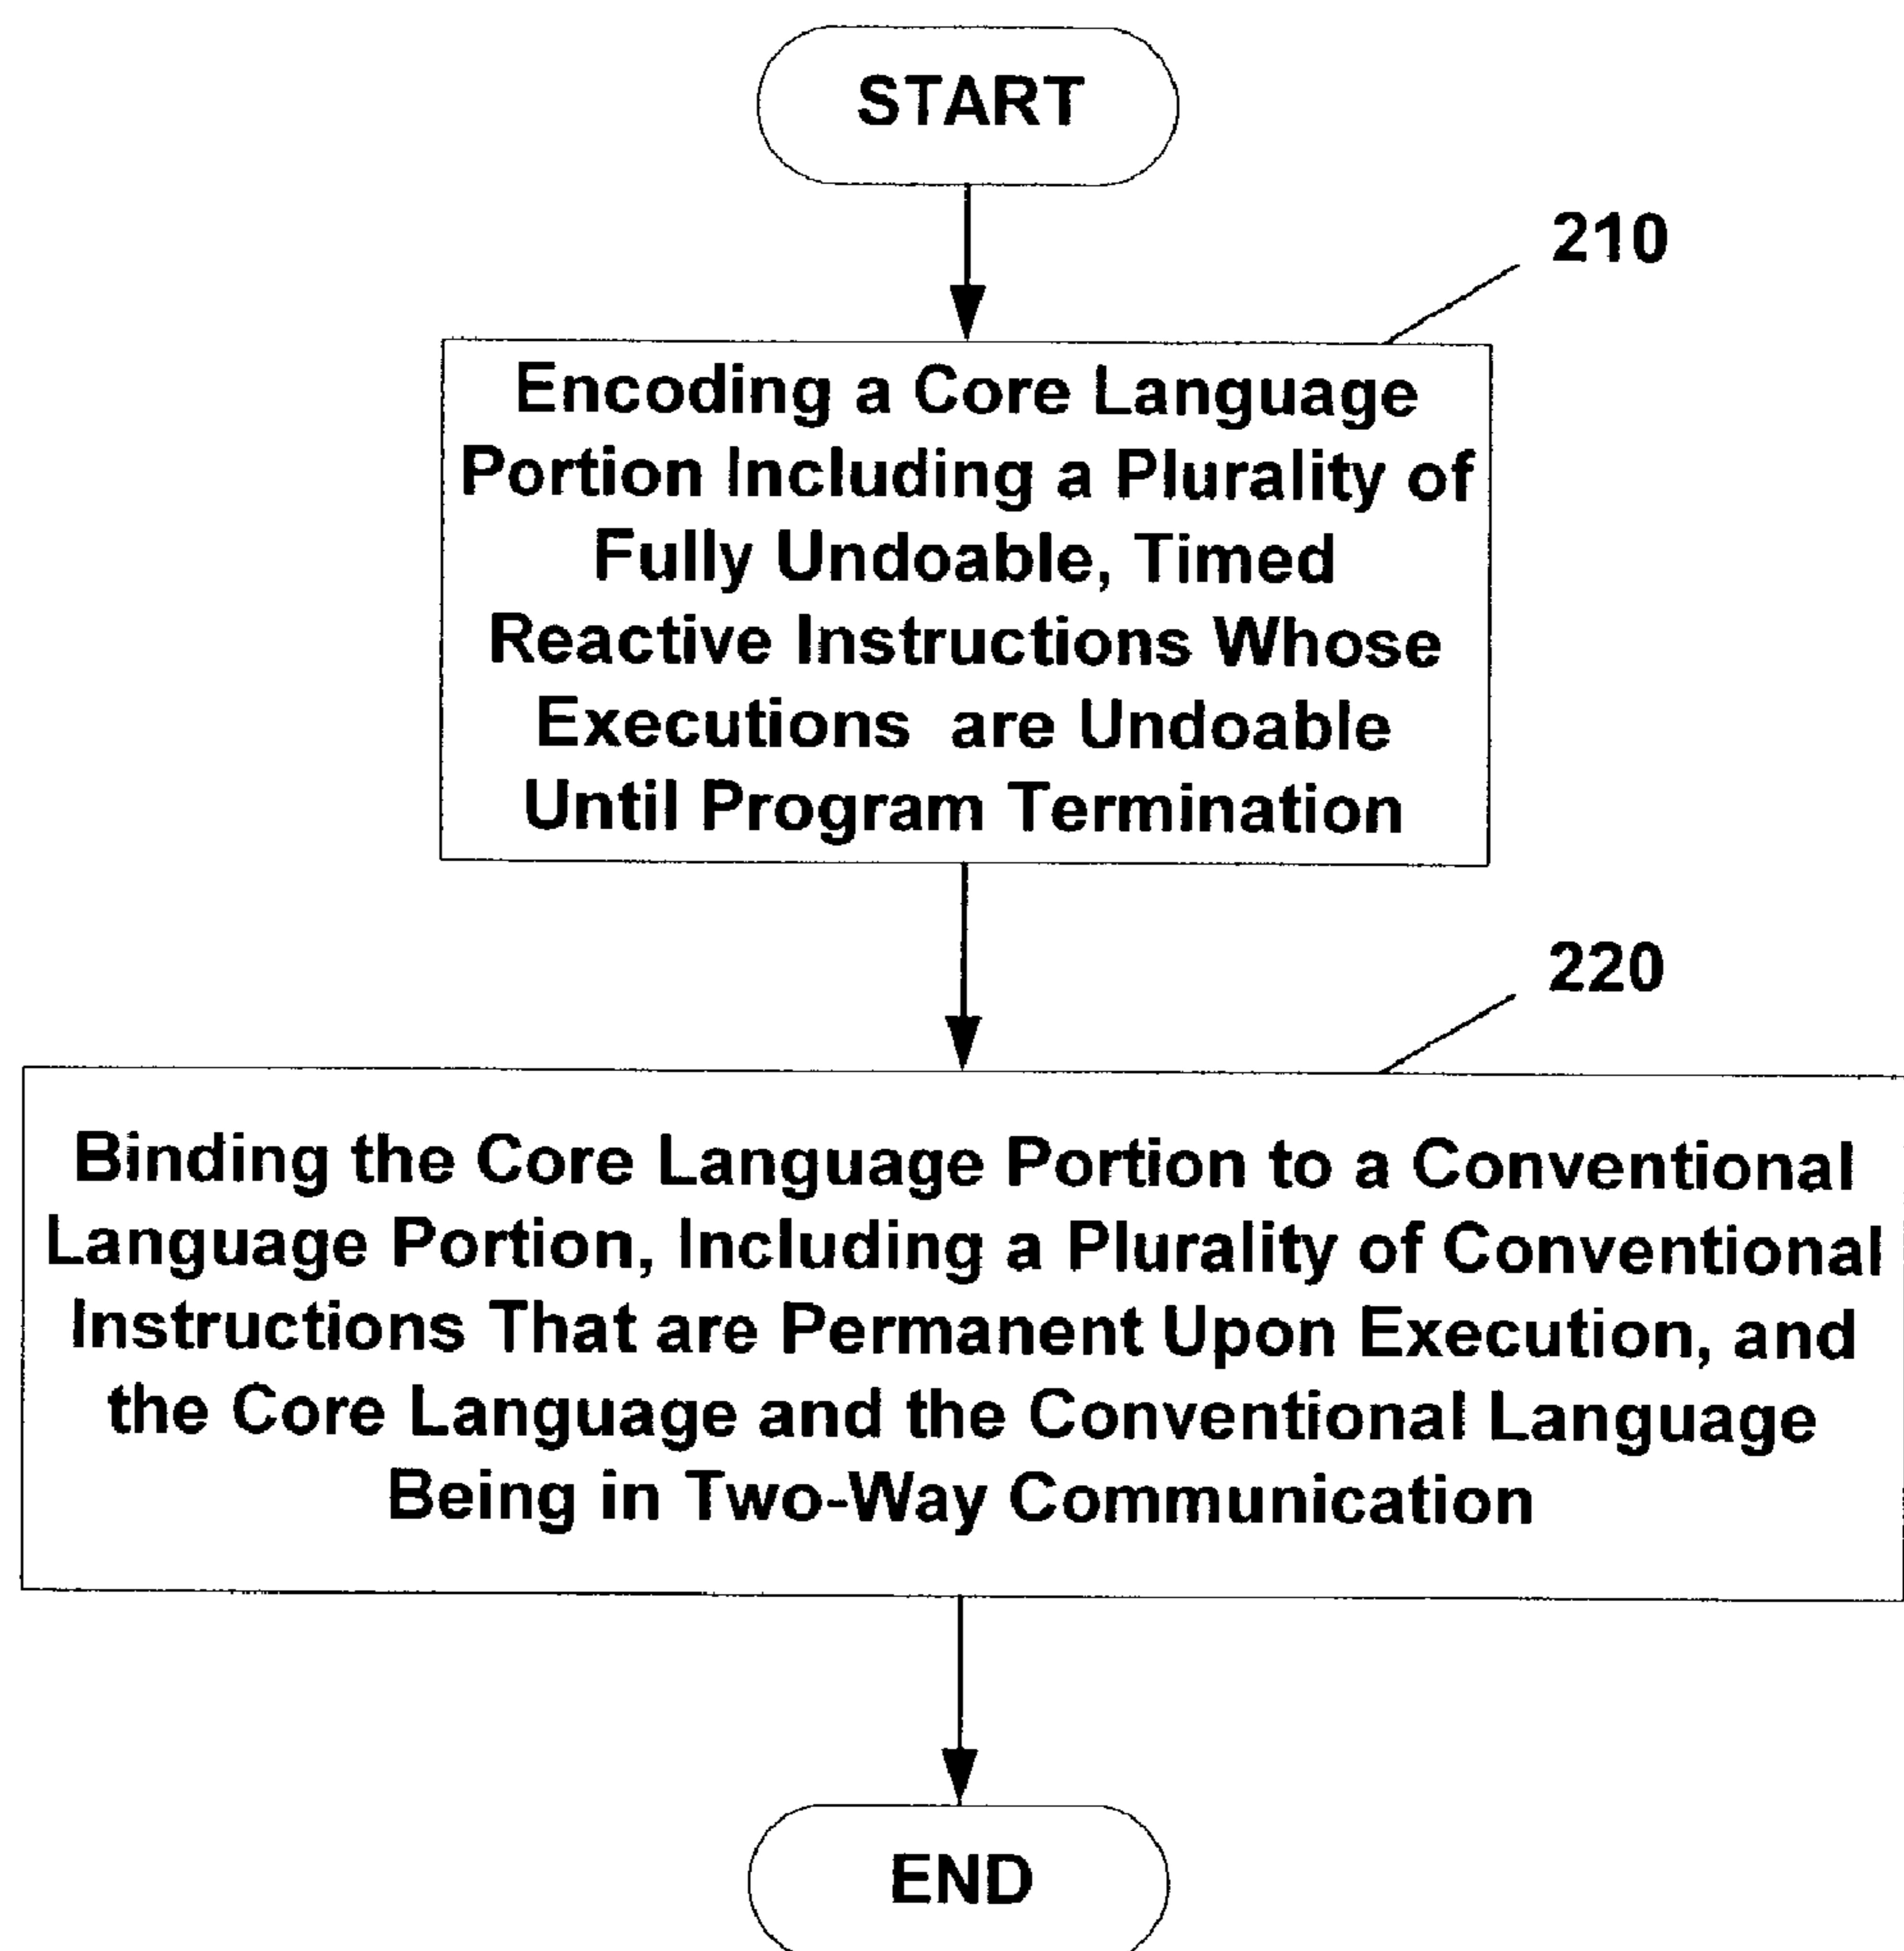 START
210
Encoding a Core Language
Portion Including a Plurality of
Fully Undoable, Timed
Reactive Instructions Whose
Executions are Undoable
Until Program Termination
220
Binding the Core Language Portion to a Conventional
Language Portion, Including a Plurality of Conventional
Instructions That are Permanent Upon Execution, and
the Core Language and the Conventional Language
Being in Two-Way Communication
END